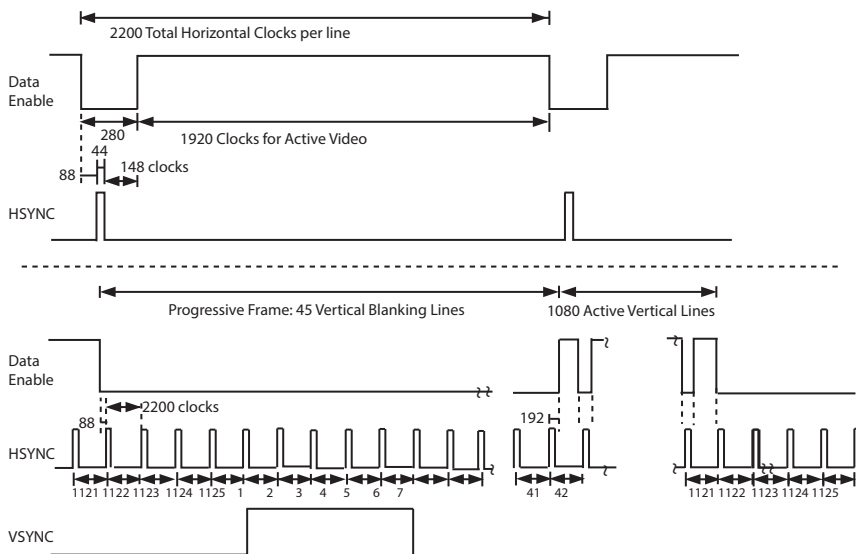 2200 Total Horizontal Clocks per line
Data
Enable
280
1920 Clocks for Active Video
44
148 clocks
88
HSYNC
Progressive Frame: 45 Vertical Blanking Lines
1080 Active Vertical Lines
Data
Enable
2200 clocks
88
192
HSYNC
1121 1122 1123 1124 1125 1 2 3 4 5 6 7 41 42 1121 1122 1123 1124 1125
VSYNC